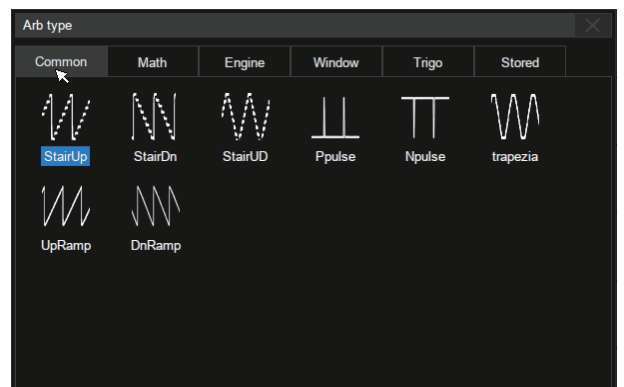 Arb type
Common Math Engine Window Trigo Stored
StairUp StairDn StairUD Ppulse Npulse trapezia
UpRamp DnRamp